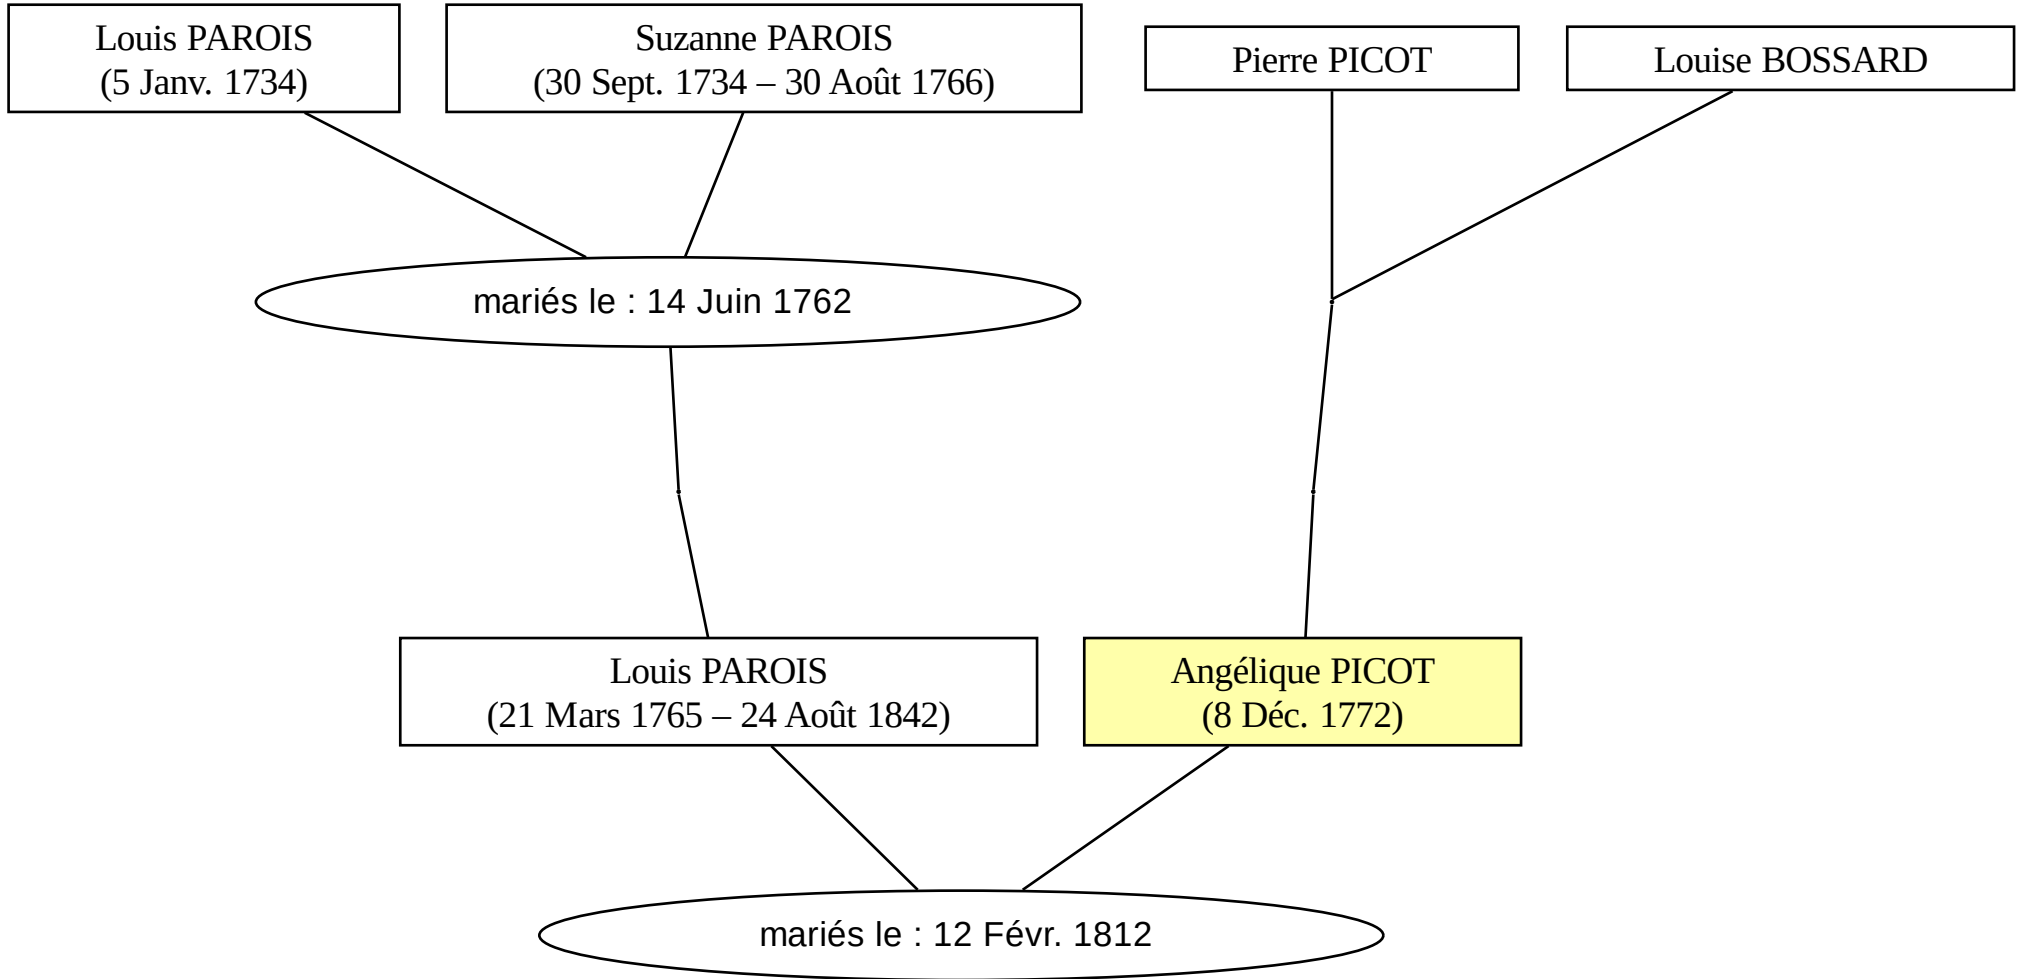 Louis PAROIS
(5 Janv. 1734)
Suzanne PAROIS
(30 Sept. 1734 – 30 Août 1766)
Pierre PICOT
Louise BOSSARD
mariés le : 14 Juin 1762
Louis PAROIS
(21 Mars 1765 – 24 Août 1842)
Angélique PICOT
(8 Déc. 1772)
mariés le : 12 Févr. 1812